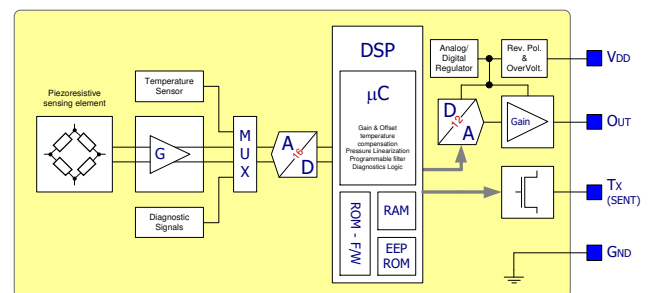 Piezoresistive
sensing element
Temperature
Sensor
G
Diagnostic
Signals
MUX
A
16
D
DSP
μC
Gain & Offset
temperature
compensation
Pressure Linearization
Programmable filter
Diagnostics Logic
ROM - F/W
RAM
EEP
ROM
Analog/
Digital
Regulator
Rev. Pol.
&
OverVolt.
D
12
A
Gain
VDD
OUT
TX
(SENT)
GND